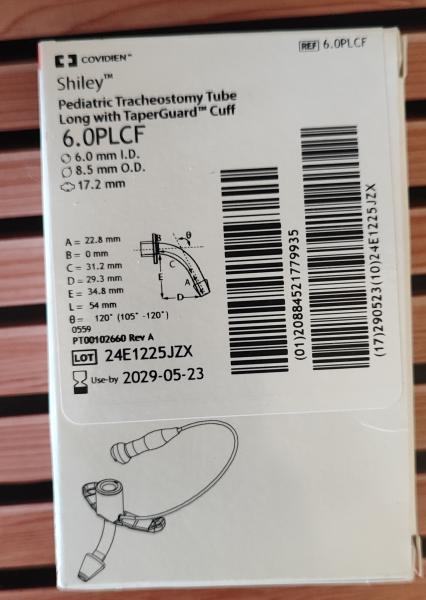 COVIDIEN™
REF 6.0PLCF
Shiley™
Pediatric Tracheostomy Tube
Long with TaperGuard™ Cuff
6.0PLCF
6.0 mm I.D.
8.5 mm O.D.
17.2 mm
A = 22.8 mm
B = 0 mm
C = 31.2 mm
D = 29.3 mm
E = 34.8 mm
L = 54 mm
θ = 120° (105° -120°)
B
θ
C
E
A
D
0559
PT00102660 Rev A
LOT 24E1225JZX
Use-by 2029-05-23
(01)20884521779935
(17)290523(10)24E1225JZX